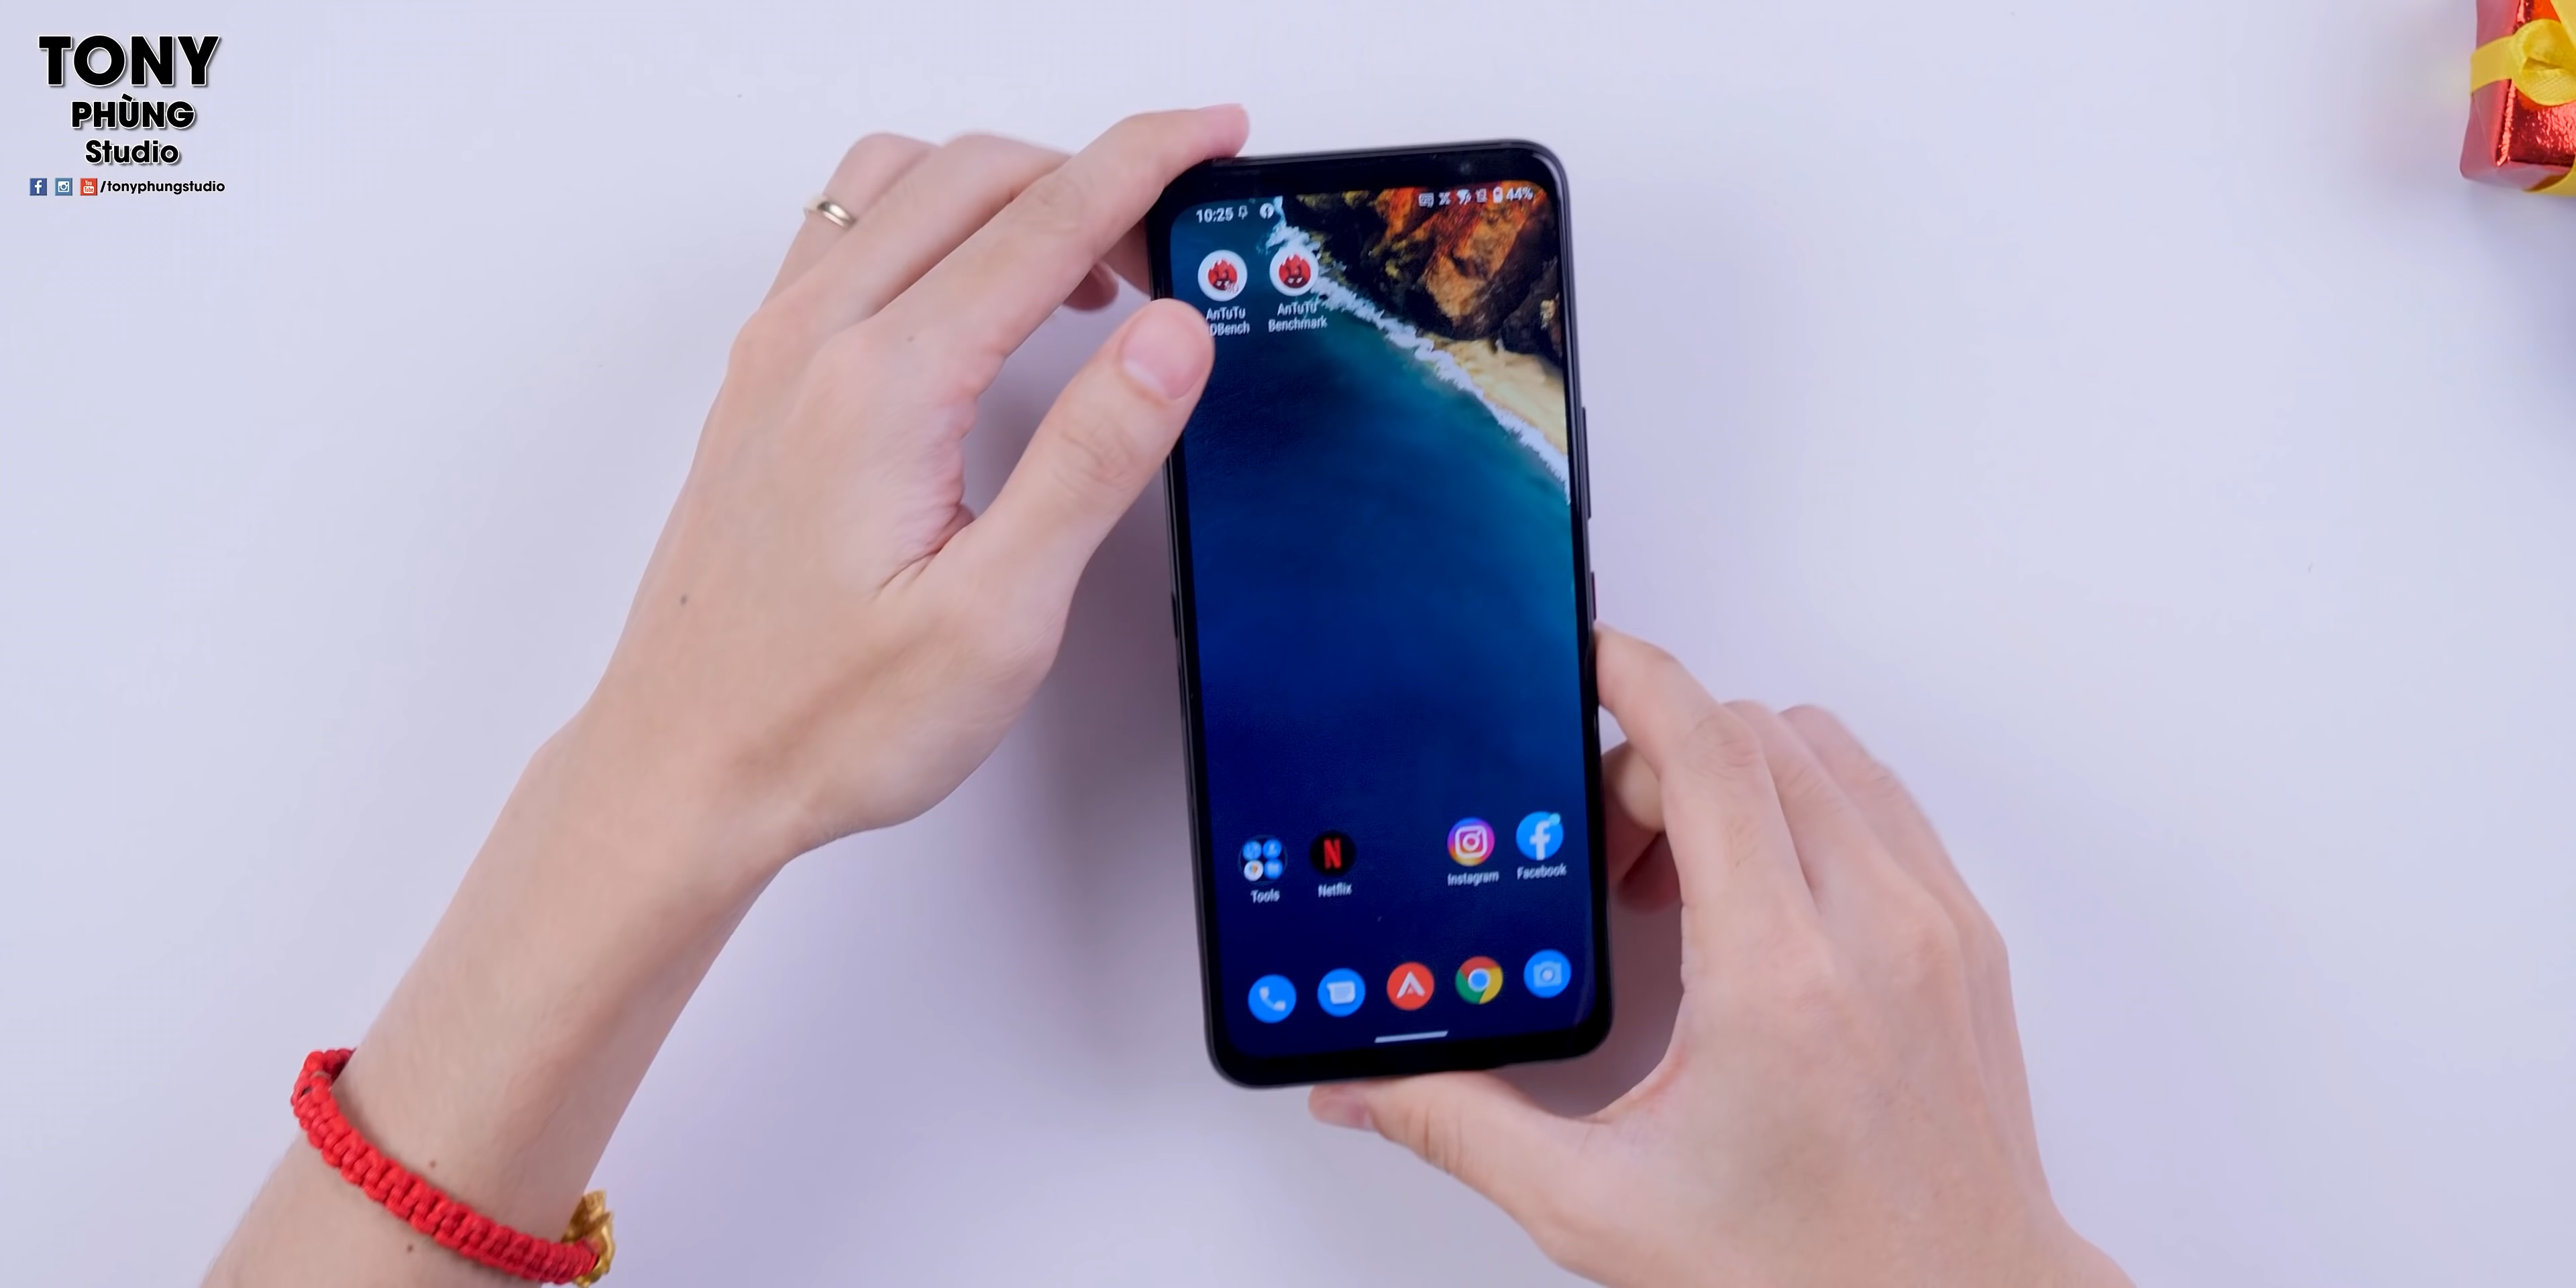 TONY
PHÙNG
Studio
/tonyphungstudio
10:25
44%
AnTuTu
AnTuTu
Benchmark
Tools
Netflix
Instagram
Facebook